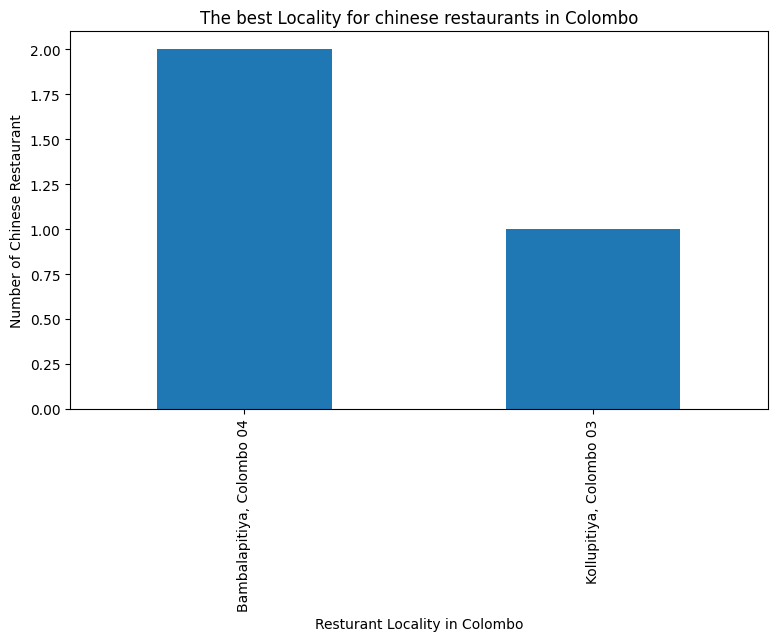 The best Locality for chinese restaurants in Colombo
Number of Chinese Restaurant
2.00
1.75
1.50
1.25
1.00
0.75
0.50
0.25
0.00
Bambalapitiya, Colombo 04
Kollupitiya, Colombo 03
Resturant Locality in Colombo